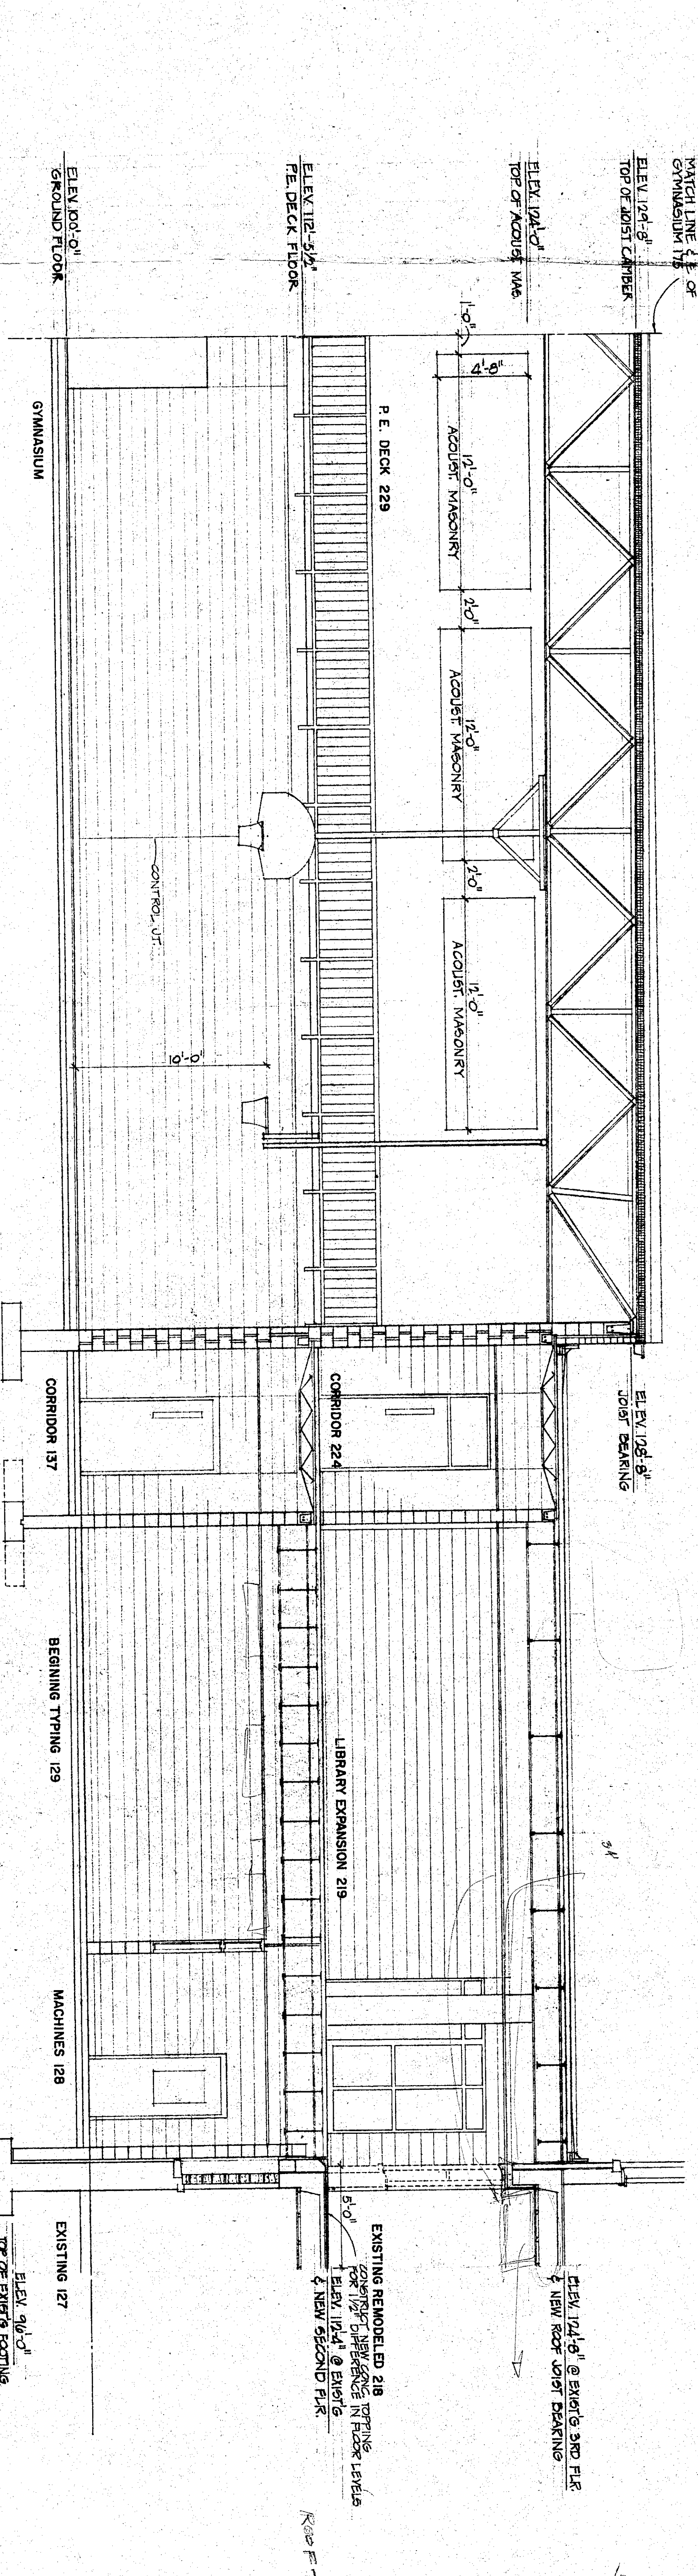 MATCH LINE & ℄ OF
GYMNASIUM 175
ELEV. 129'-8"
TOP OF JOIST CAMBER
ELEV. 124'-0"
TOP OF ACOUST. MAS.
ELEV. 112'-5½"
P.E. DECK FLOOR
ELEV. 100'-0"
GROUND FLOOR
1'-0"
4'-8"
12'-0"
ACOUST. MASONRY
2'-0"
12'-0"
ACOUST. MASONRY
2'-0"
12'-0"
ACOUST. MASONRY
P.E. DECK 229
GYMNASIUM
CONTROL JT.
10'-0"
ELEV. 128'-8"
JOIST BEARING
CORRIDOR 224
CORRIDOR 137
LIBRARY EXPANSION 219
BEGINING TYPING 129
MACHINES 128
34'
ELEV. 124'-8" @ EXIST'G 3RD FLR.
& NEW ROOF JOIST BEARING
EXISTING REMODELED 218
CONSTRUCT NEW CONC. TOPPING
FOR 1½" DIFFERENCE IN FLOOR LEVELS
5'-0"
ELEV. 112'-4" @ EXIST'G
& NEW SECOND FLR.
EXISTING 127
ELEV. 96'-0"
TOP OF EXIST'G FOOTING
ROOF